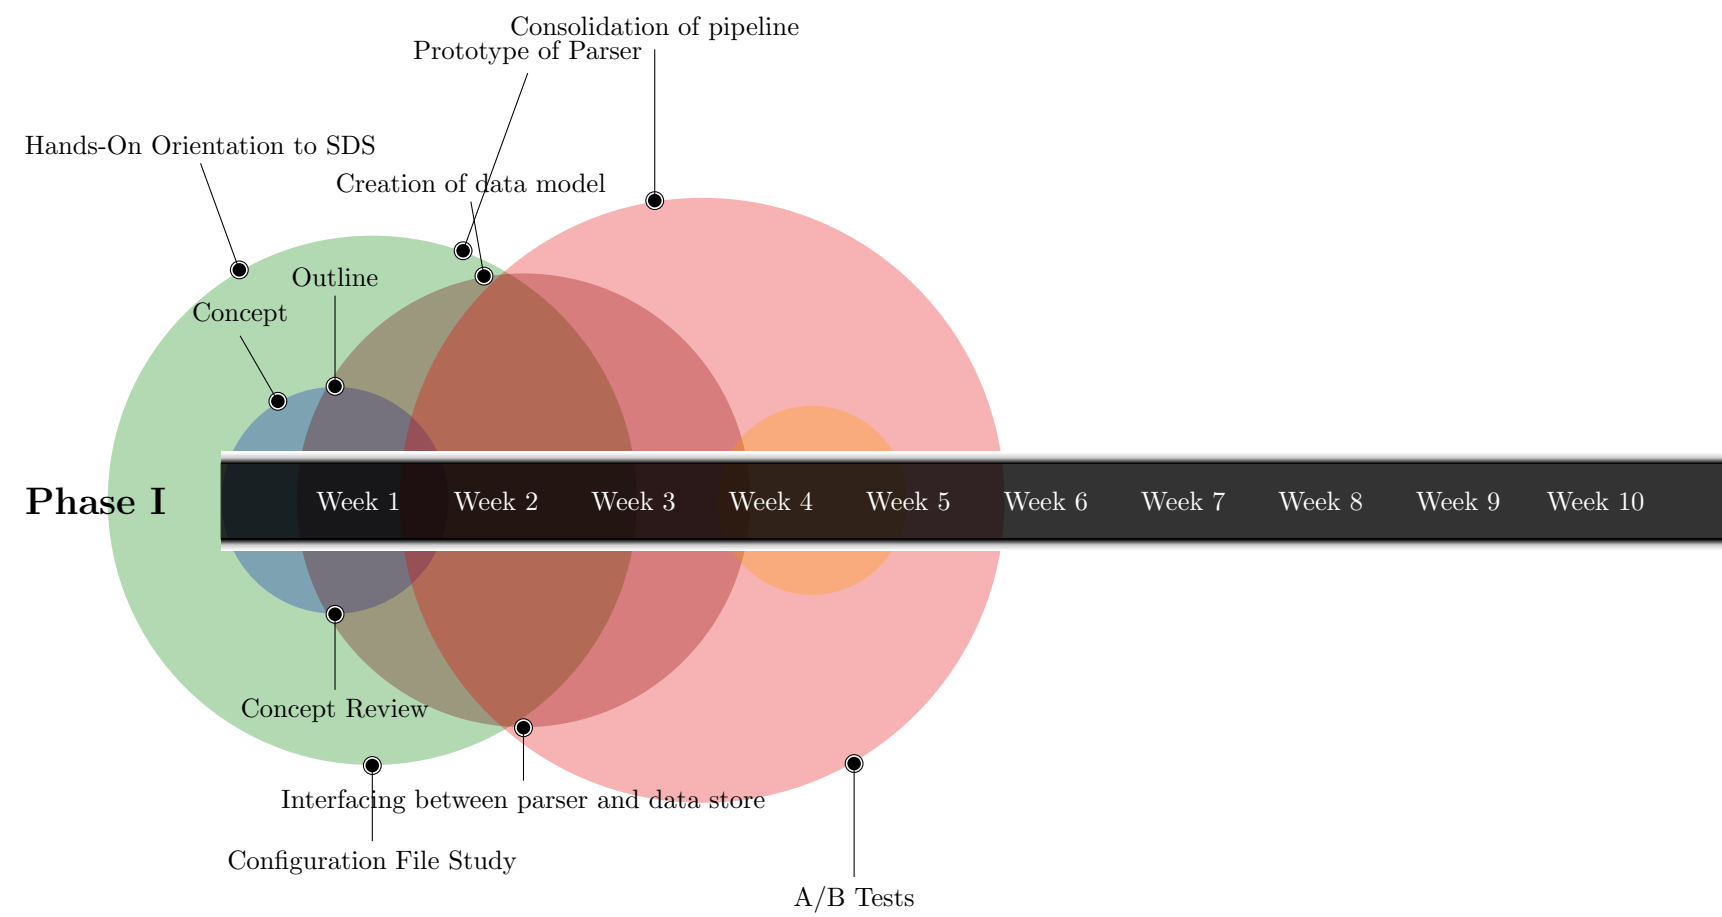 Consolidation of pipeline
Prototype of Parser
Hands-On Orientation to SDS
Creation of data model
Outline
Concept
Phase I
Week 1
Week 2
Week 3
Week 4
Week 5
Week 6
Week 7
Week 8
Week 9
Week 10
Concept Review
Interfacing between parser and data store
Configuration File Study
A/B Tests